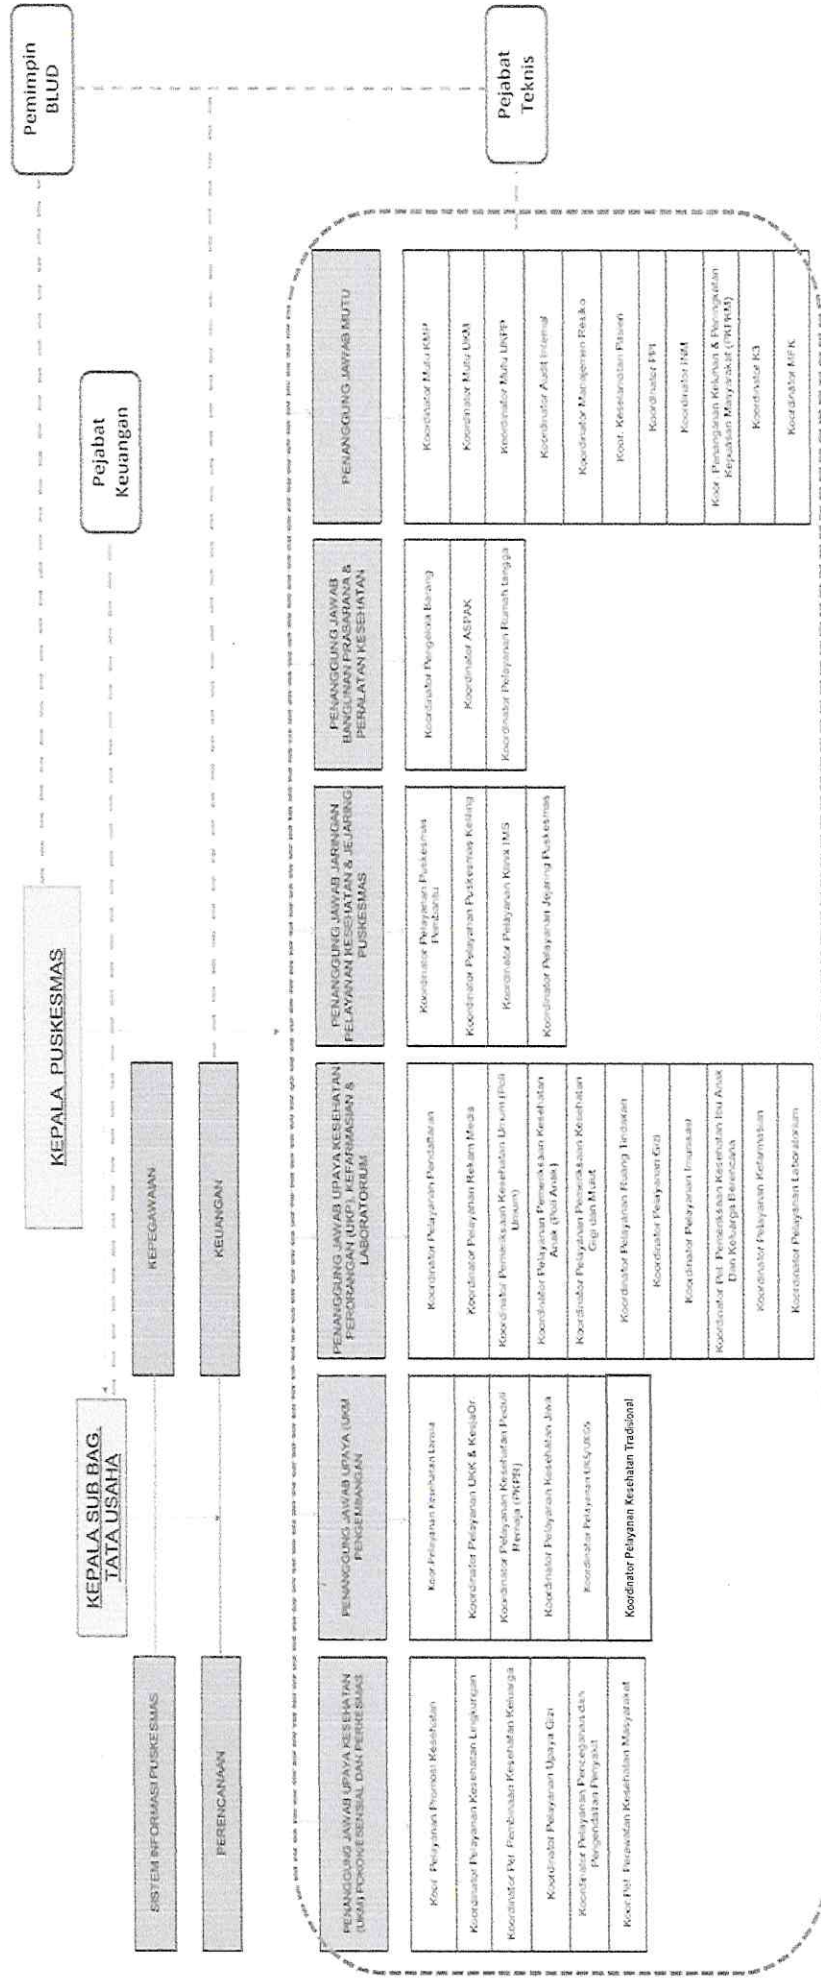 Pemimpin
BLUD
KEPALA PUSKESMAS
Pejabat
Keuangan
KEPALA SUB BAG.
TATA USAHA
SISTEM INFORMASI PUSKESMAS
KEPEGAWAIAN
PERENCANAAN
KEUANGAN
Pejabat
Teknis
PENANGGUNG JAWAB UPAYA KESEHATAN
(UKM) POKOK/ESENSIAL DAN PERKESMAS
Koor. Pelayanan Promosi Kesehatan
Koordinator Pelayanan Kesehatan Lingkungan
Koordinator Pel. Pembinaan Kesehatan Keluarga
Koordinator Pelayanan Upaya Gizi
Koordinator Pelayanan Pencegahan dan
Pengendalian Penyakit
Koor Pel. Perawatan Kesehatan Masyarakat
PENANGGUNG JAWAB UPAYA (UKM
PENGEMBANGAN
Koor Pelayanan Kesehatan Lansia
Koordinator Pelayanan UKK & KesjaOr
Koordinator Pelayanan Kesehatan Peduli
Remaja (PKPR)
Koordinator Pelayanan Kesehatan Jiwa
Koordinator Pelayanan UKS/UKGS
Koordinator Pelayanan Kesehatan Tradisional
PENANGGUNG JAWAB UPAYA KESEHATAN
PERORANGAN (UKP), KEFARMASIAN &
LABORATORIUM
Koordinator Pelayanan Pendaftaran
Koordinator Pelayanan Rekam Medis
Koordinator Pemeriksaan Kesehatan Umum (Poli
Umum)
Koordinator Pelayanan Pemeriksaan Kesehatan
Anak (Poli Anak)
Koordinator Pelayanan Pemeriksaan Kesehatan
Gigi dan Mulut
Koordinator Pelayanan Ruang Tindakan
Koordinator Pelayanan Gizi
Koordinator Pelayanan Imunisasi
Koordinator Pel. Pemeriksaan Kesehatan Ibu Anak
Dan Keluarga Berencana
Koordinator Pelayanan Kefarmasian
Koordinator Pelayanan Laboratorium
PENANGGUNG JAWAB JARINGAN
PELAYANAN KESEHATAN & JEJARING
PUSKESMAS
Koordinator Pelayanan Puskesmas
Pembantu
Koordinator Pelayanan Puskesmas Keliling
Koordinator Pelayanan Klinik IMS
Koordinator Pelayanan Jejaring Puskesmas
PENANGGUNG JAWAB
BANGUNAN PRASARANA &
PERALATAN KESEHATAN
Koordinator Pengelola Barang
Koordinator ASPAK
Koordinator Pelayanan Rumah tangga
PENANGGUNG JAWAB MUTU
Koordinator Mutu KMP
Koordinator Mutu UKM
Koordinator Mutu UKPP
Koordinator Audit Internal
Koordinator Manajemen Resiko
Koor. Keselamatan Pasien
Koordinator PPI
Koordinator INM
Koor. Penanganan Keluhan & Peningkatan
Kepuasan Masyarakat (PKPKM)
Koordinator K3
Koordinator MFK